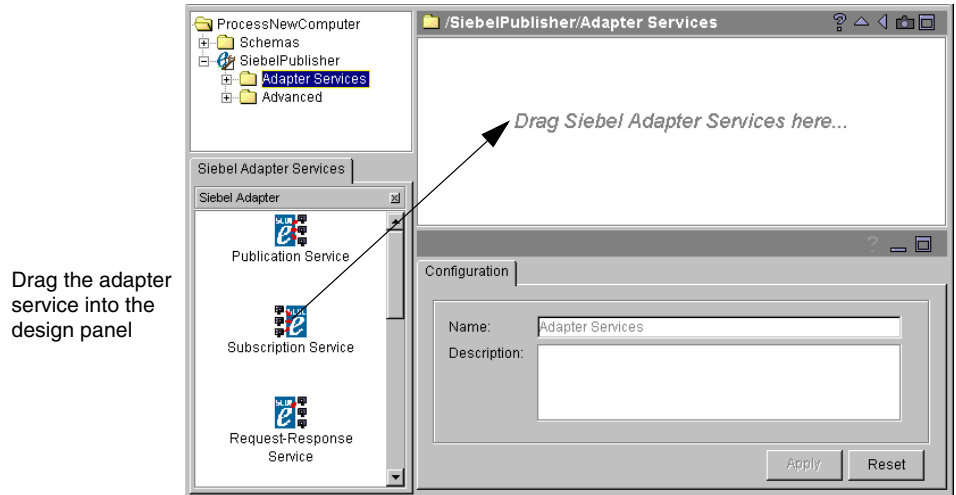 ProcessNewComputer
Schemas
SiebelPublisher
Adapter Services
Advanced
/SiebelPublisher/Adapter Services
Drag Siebel Adapter Services here...
Siebel Adapter Services
Siebel Adapter
Publication Service
Subscription Service
Request-Response
Service
Drag the adapter
service into the
design panel
Configuration
Name:
Adapter Services
Description:
Apply
Reset